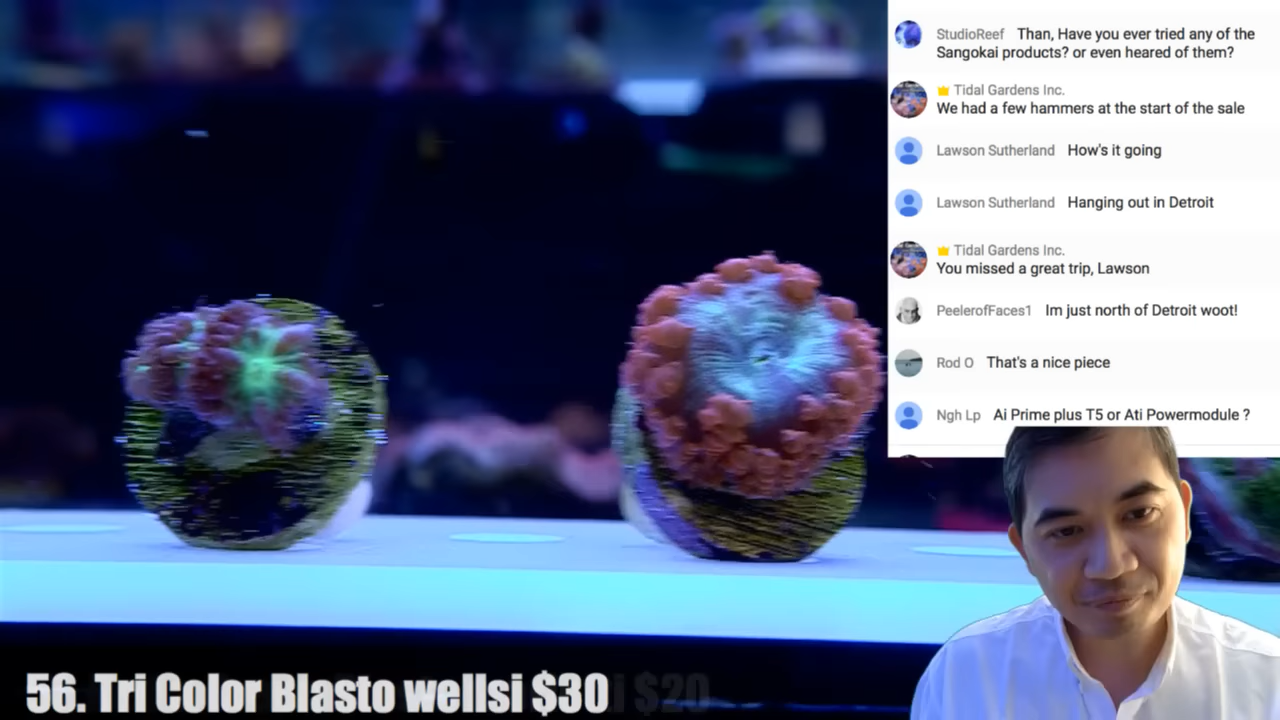 StudioReef Than, Have you ever tried any of the
Sangokai products? or even heared of them?
Tidal Gardens Inc.
We had a few hammers at the start of the sale
Lawson Sutherland How's it going
Lawson Sutherland Hanging out in Detroit
Tidal Gardens Inc.
You missed a great trip, Lawson
PeelerofFaces1 Im just north of Detroit woot!
Rod O That's a nice piece
Ngh Lp Ai Prime plus T5 or Ati Powermodule ?
56. Tri Color Blasto wellsi $30 i $20